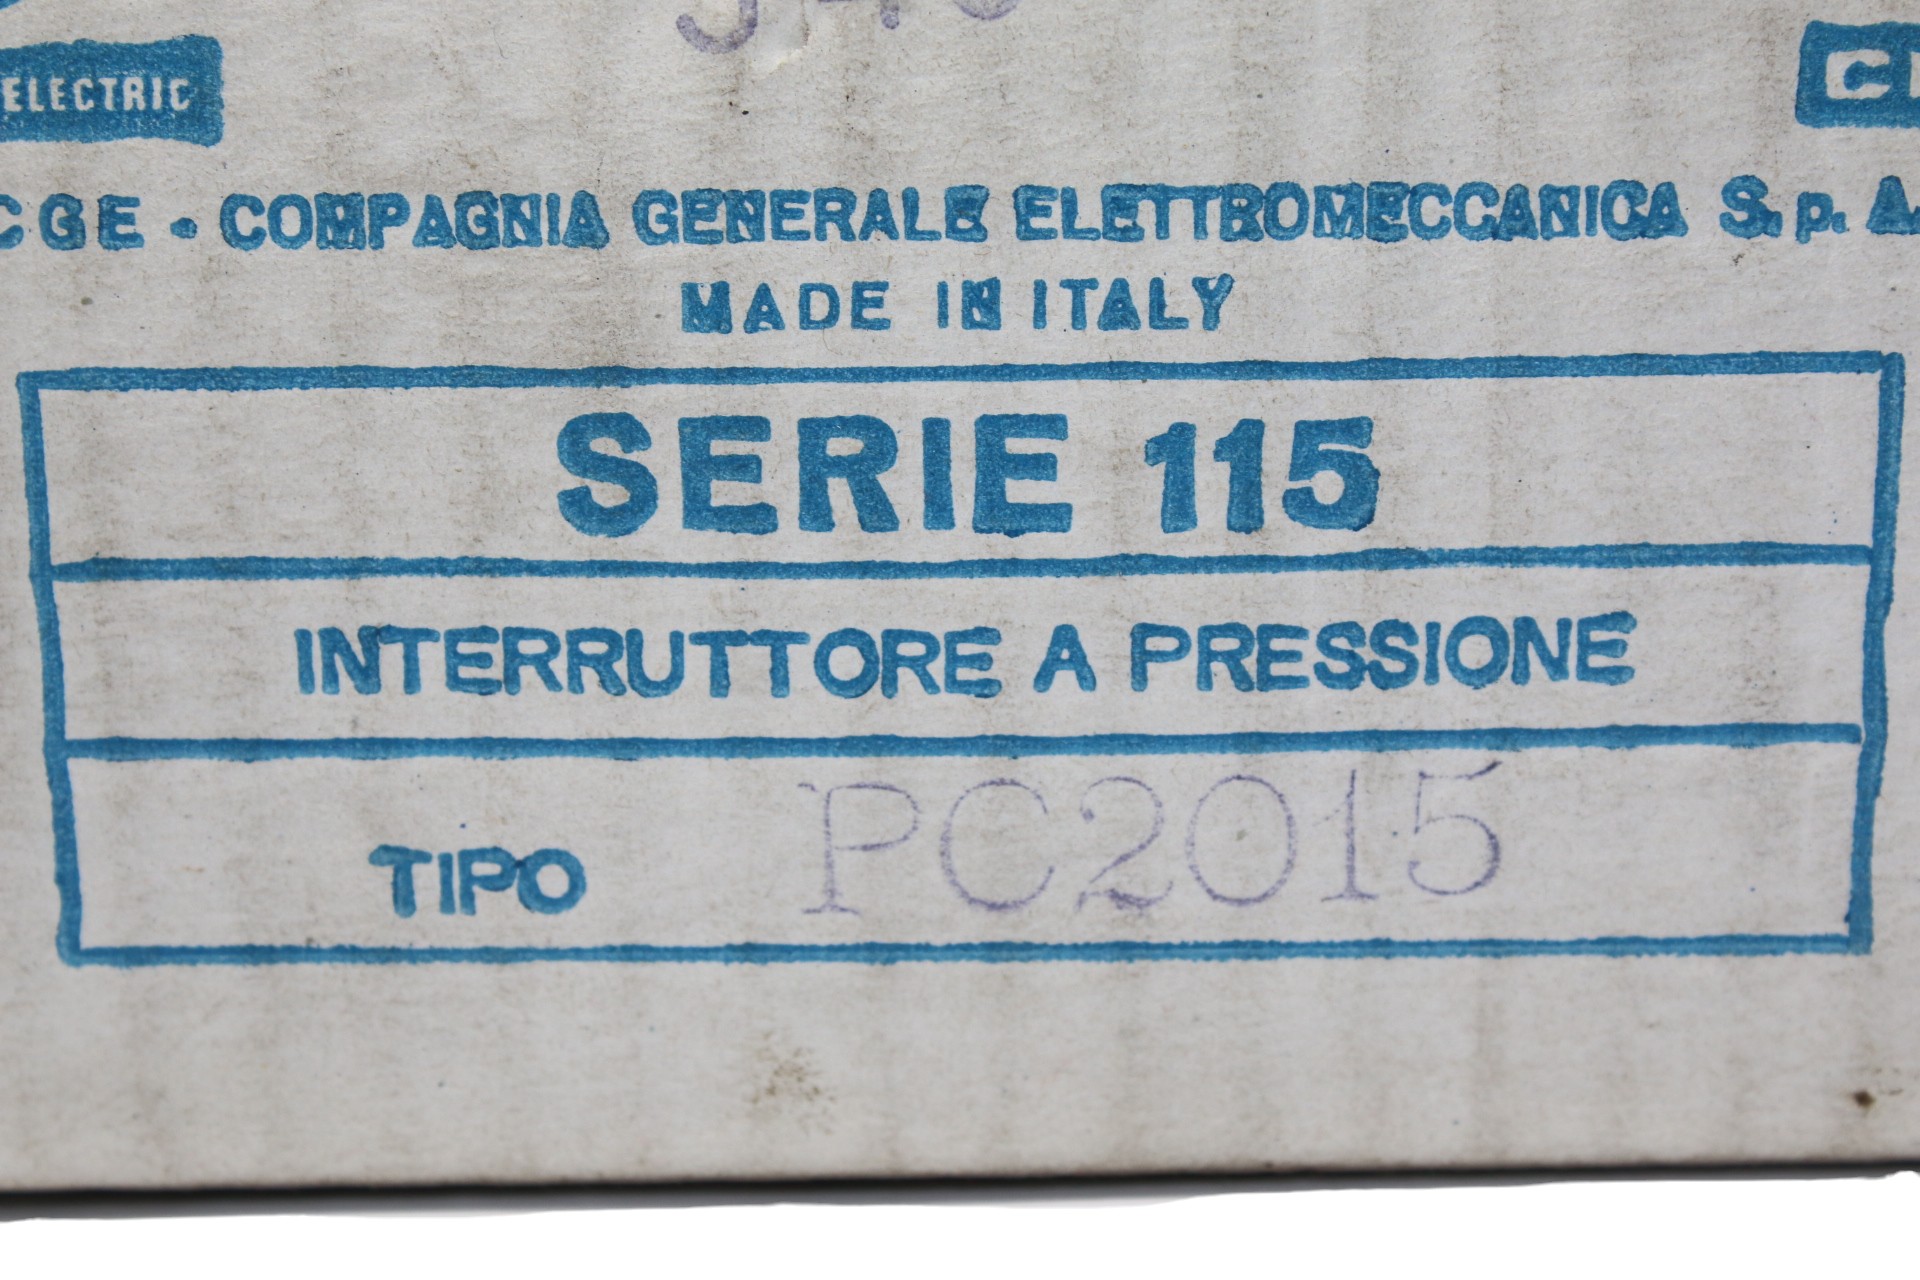 ELECTRIC
CGE - COMPAGNIA GENERALE ELETTROMECCANICA S.p.A.
MADE IN ITALY
SERIE 115
INTERRUTTORE A PRESSIONE
TIPO PC2015